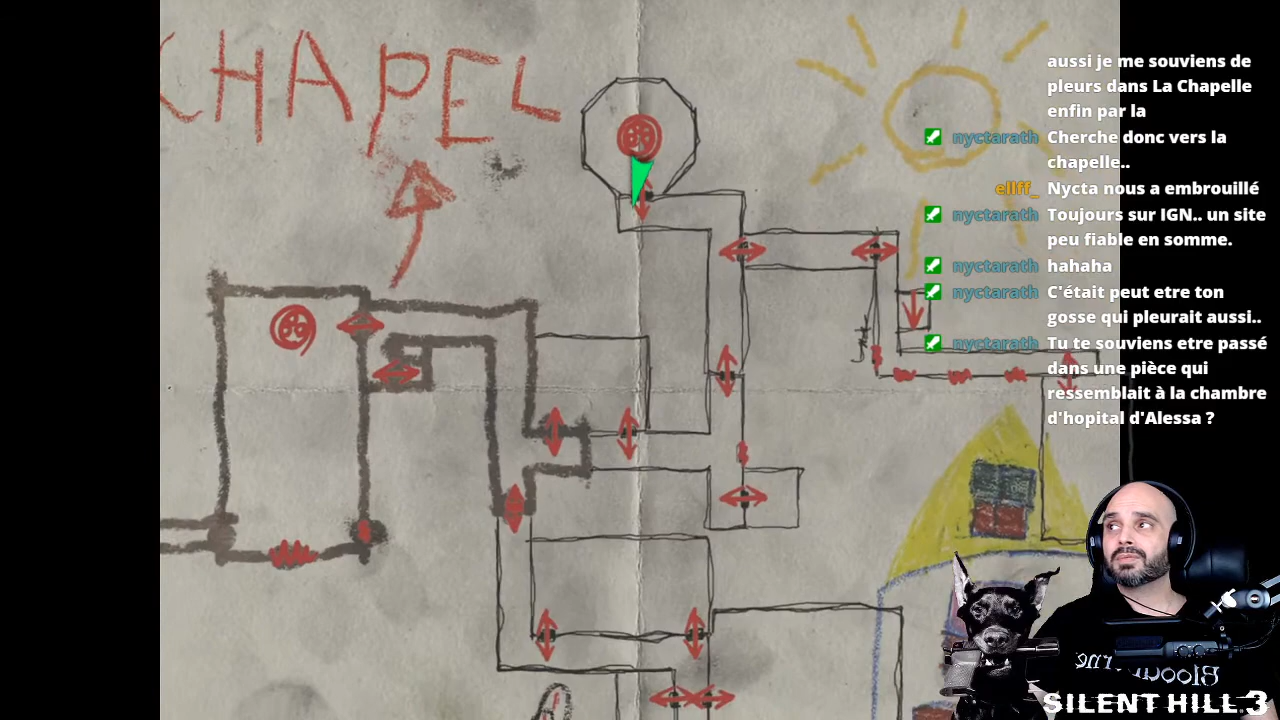 CHAPEL
aussi je me souviens de
pleurs dans La Chapelle
enfin par la
nyctarath Cherche donc vers la
chapelle..
ellff_ Nycta nous a embrouillé
nyctarath Toujours sur IGN.. un site
peu fiable en somme.
nyctarath hahaha
nyctarath C'était peut etre ton
gosse qui pleurait aussi..
nyctarath Tu te souviens etre passé
dans une pièce qui
ressemblait à la chambre
d'hopital d'Alessa ?
SILENT HILL 3